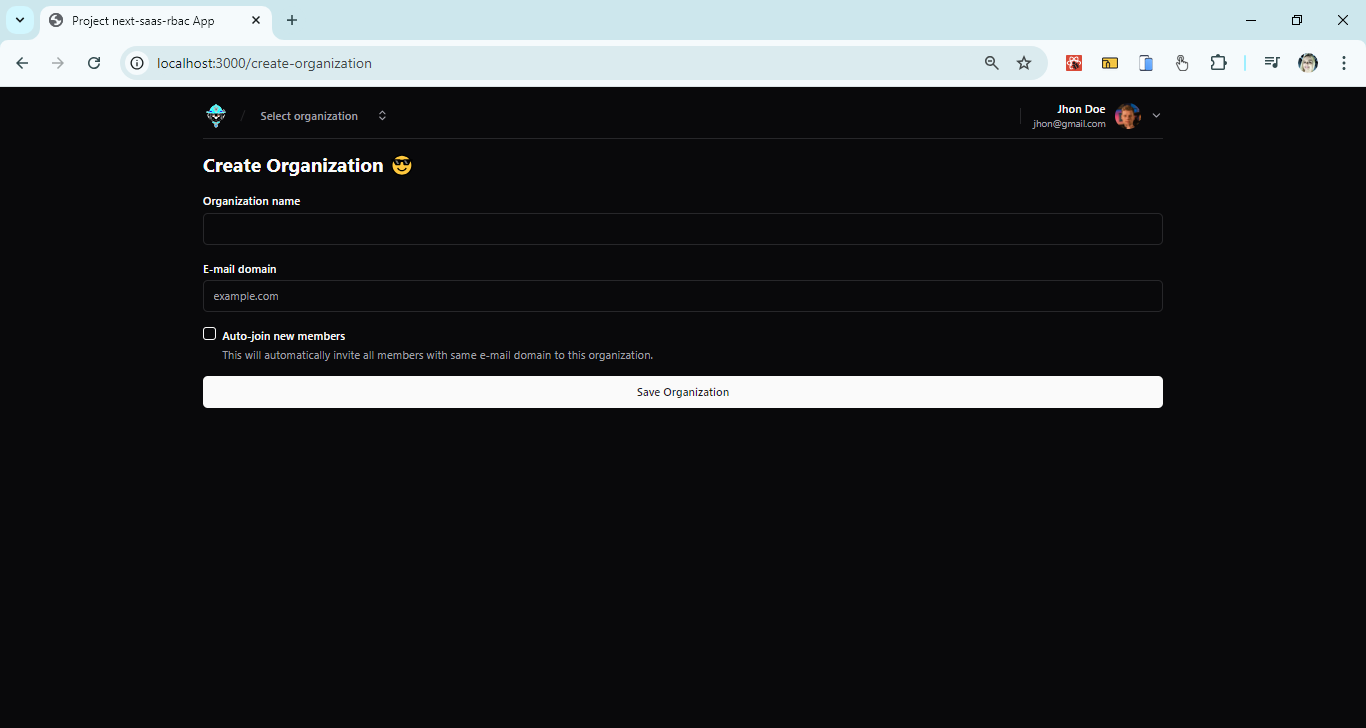 Project next-saas-rbac App
localhost:3000/create-organization
/ Select organization
Jhon Doe
jhon@gmail.com
Create Organization 😎
Organization name
E-mail domain
example.com
Auto-join new members
This will automatically invite all members with same e-mail domain to this organization.
Save Organization